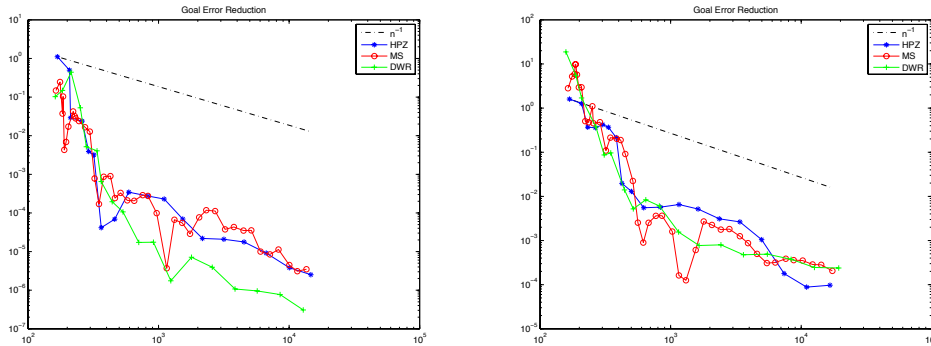 Goal Error Reduction
n⁻¹
HPZ
MS
DWR
10¹
10⁰
10⁻¹
10⁻²
10⁻³
10⁻⁴
10⁻⁵
10⁻⁶
10⁻⁷
10² 10³ 10⁴ 10⁵
Goal Error Reduction
n⁻¹
HPZ
MS
DWR
10²
10¹
10⁰
10⁻¹
10⁻²
10⁻³
10⁻⁴
10⁻⁵
10² 10³ 10⁴ 10